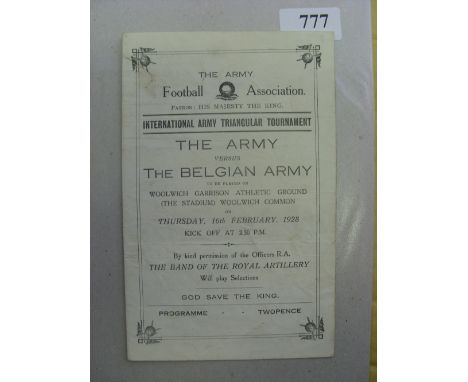 777
THE ARMY
Football Association.
PATRON: HIS MAJESTY THE KING.
INTERNATIONAL ARMY TRIANGULAR TOURNAMENT
THE ARMY
VERSUS
THE BELGIAN ARMY
TO BE PLAYED ON
WOOLWICH GARRISON ATHLETIC GROUND
(THE STADIUM) WOOLWICH COMMON
ON
THURSDAY, 16th FEBRUARY, 1928
KICK OFF AT 2.30 P.M.
By kind permission of the Officers R.A.
THE BAND OF THE ROYAL ARTILLERY
Will play Selections
GOD SAVE THE KING.
PROGRAMME - - TWOPENCE